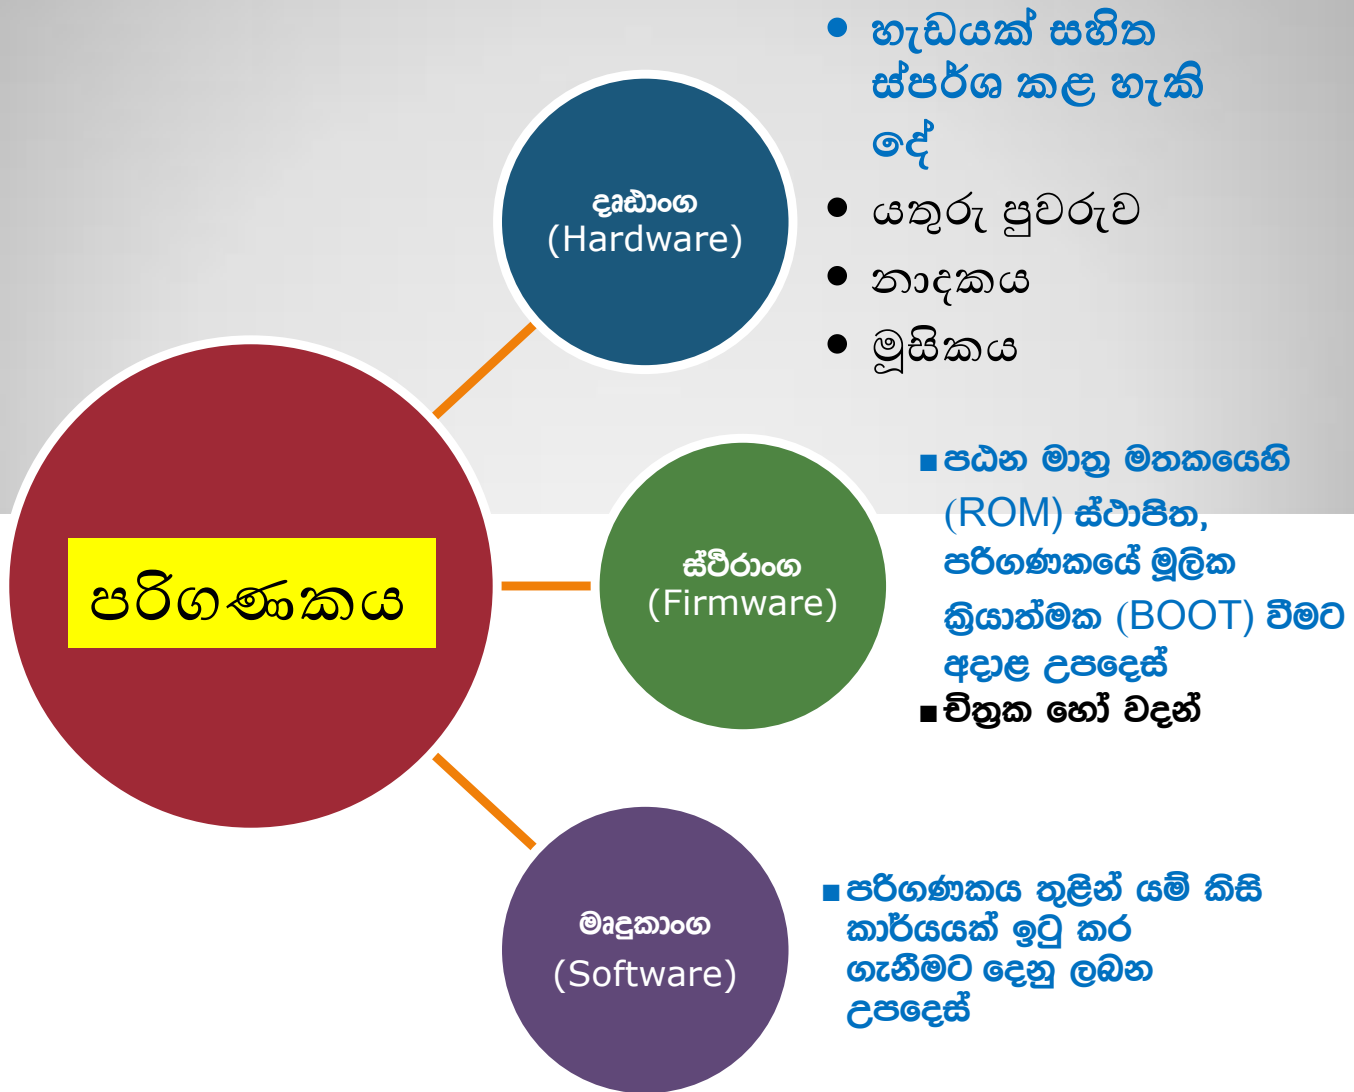 පරිගණකය
දෘඪාංග
(Hardware)
• හැඩයක් සහිත
ස්පර්ශ කළ හැකි
දේ
• යතුරු පුවරුව
• නාදකය
• මූසිකය
ස්ථිරාංග
(Firmware)
■ පඨන මාත්‍ර මතකයෙහි
(ROM) ස්ථාපිත,
පරිගණකයේ මූලික
ක්‍රියාත්මක (BOOT) වීමට
අදාළ උපදෙස්
■ චිත්‍රක හෝ වදන්
මෘදුකාංග
(Software)
■ පරිගණකය තුළින් යම් කිසි
කාර්යයක් ඉටු කර
ගැනීමට දෙනු ලබන
උපදෙස්